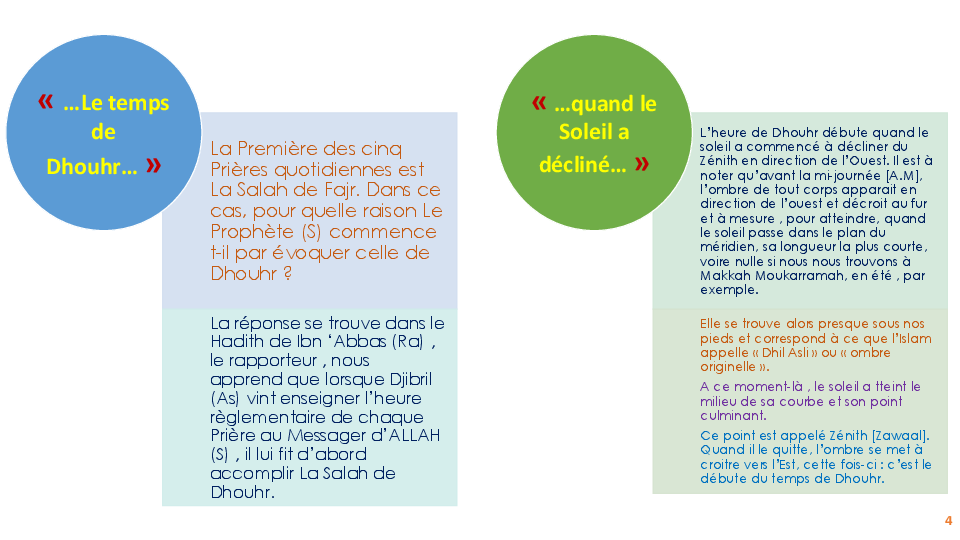 « …Le temps
de
Dhouhr… »
La Première des cinq
Prières quotidiennes est
La Salah de Fajr. Dans ce
cas, pour quelle raison Le
Prophète (S) commence
t-il par évoquer celle de
Dhouhr ?
La réponse se trouve dans le
Hadith de Ibn ‘Abbas (Ra) ,
le rapporteur , nous
apprend que lorsque Djibril
(As) vint enseigner l’heure
règlementaire de chaque
Prière au Messager d’ALLAH
(S) , il lui fit d’abord
accomplir La Salah de
Dhouhr.
« …quand le
Soleil a
décliné… »
L’heure de Dhouhr débute quand le
soleil a commencé à décliner du
Zénith en direction de l’Ouest. Il est à
noter qu’avant la mi-journée [A.M],
l’ombre de tout corps apparait en
direction de l’ouest et décroit au fur
et à mesure , pour atteindre, quand
le soleil passe dans le plan du
méridien, sa longueur la plus courte,
voire nulle si nous nous trouvons à
Makkah Moukarramah, en été , par
exemple.
Elle se trouve alors presque sous nos
pieds et correspond à ce que l’Islam
appelle « Dhil Asli » ou « ombre
originelle ».
A ce moment-là , le soleil a tteint le
milieu de sa courbe et son point
culminant.
Ce point est appelé Zénith [Zawaal].
Quand il le quitte, l’ombre se met à
croitre vers l’Est, cette fois-ci : c’est le
débute du temps de Dhouhr.
4